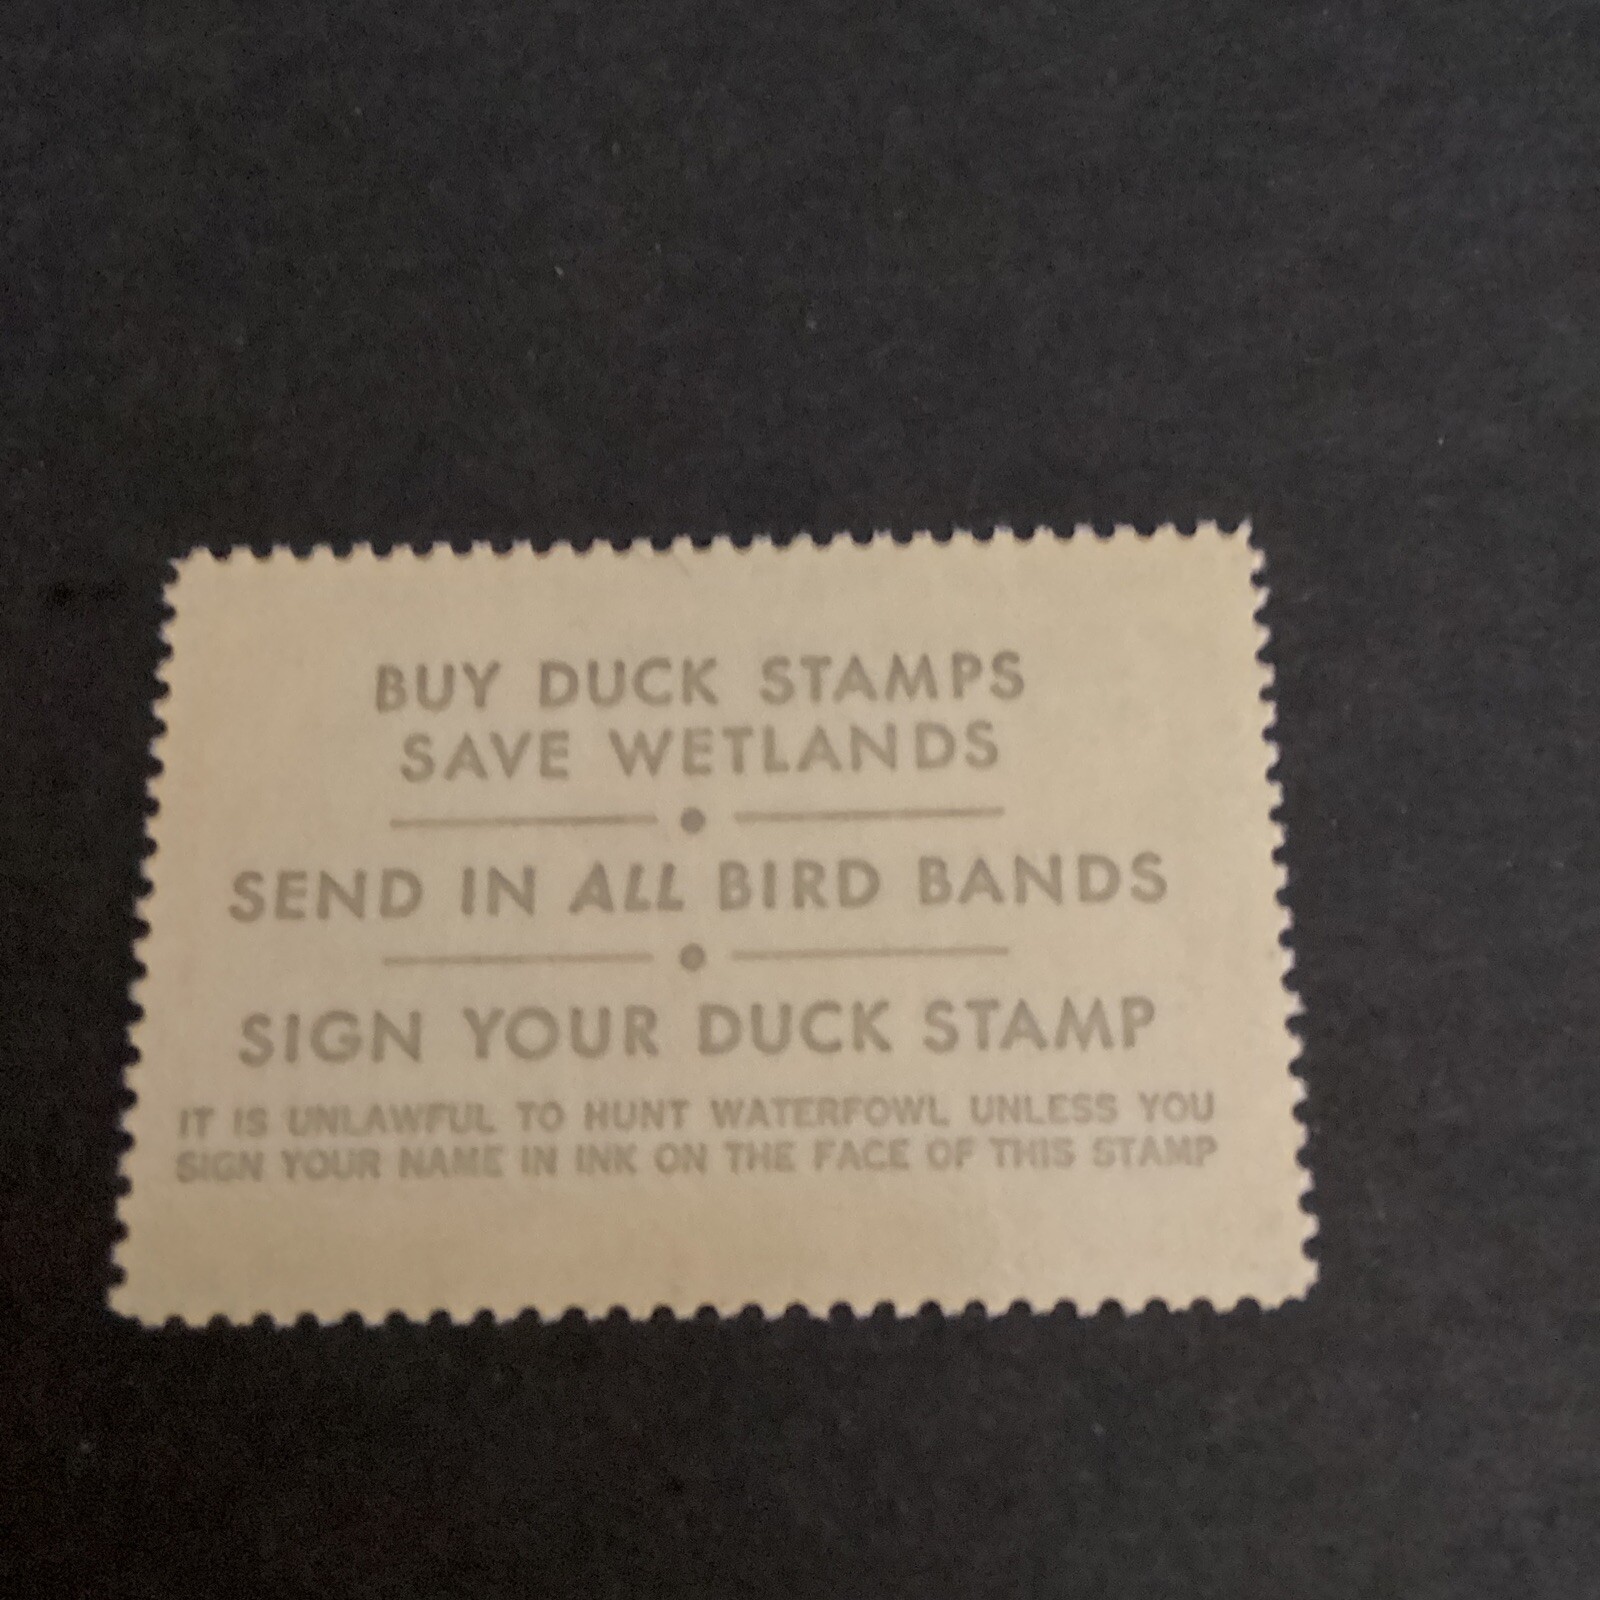 BUY DUCK STAMPS
SAVE WETLANDS
SEND IN ALL BIRD BANDS
SIGN YOUR DUCK STAMP
IT IS UNLAWFUL TO HUNT WATERFOWL UNLESS YOU
SIGN YOUR NAME IN INK ON THE FACE OF THIS STAMP